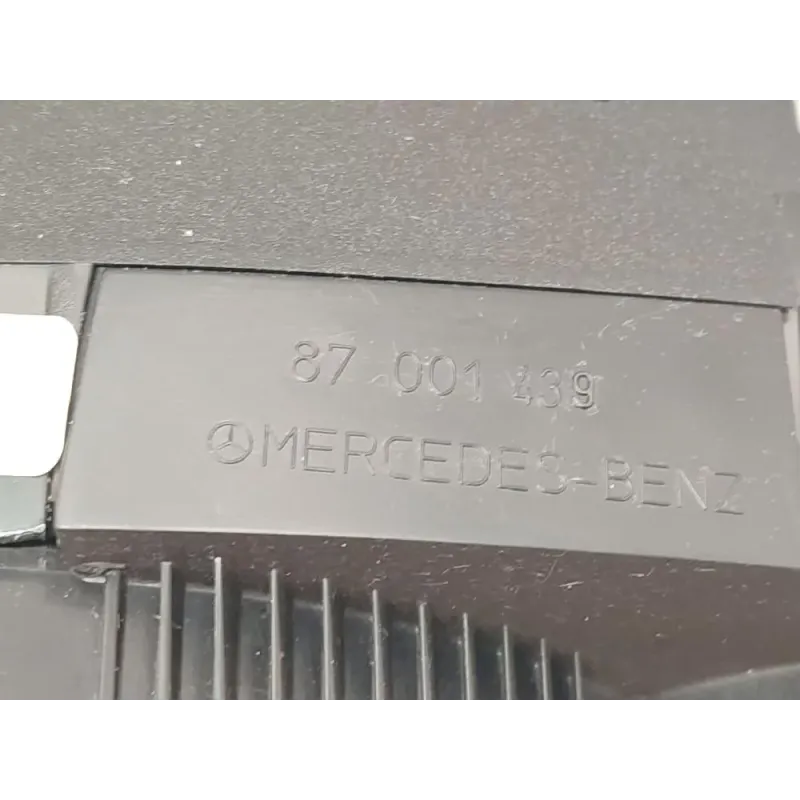 87 001 439
MERCEDES-BENZ